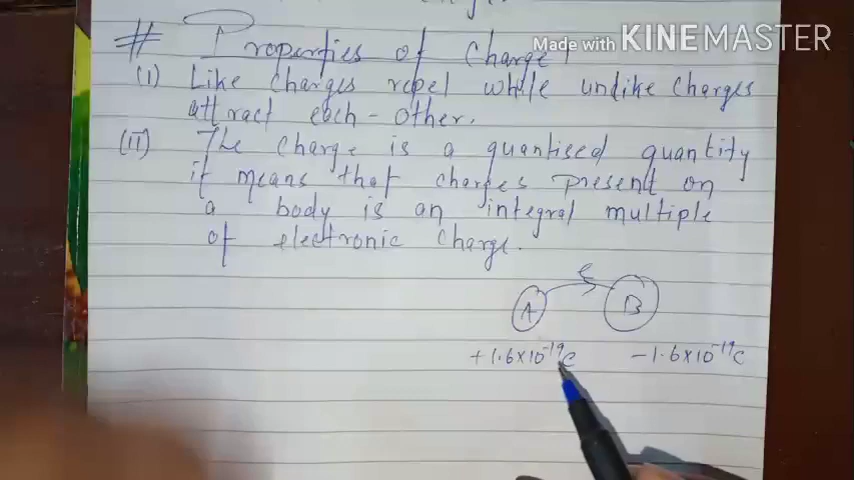 # Properties of Charge!
Made with KINEMASTER
(I) Like charges repel while undike charges
attract each-other.
(II) The charge is a quantised quantity
it means that charges present on
a body is an integral multiple
of electronic charge.
e
A B
+1.6×10⁻¹⁹C -1.6×10⁻¹⁹C